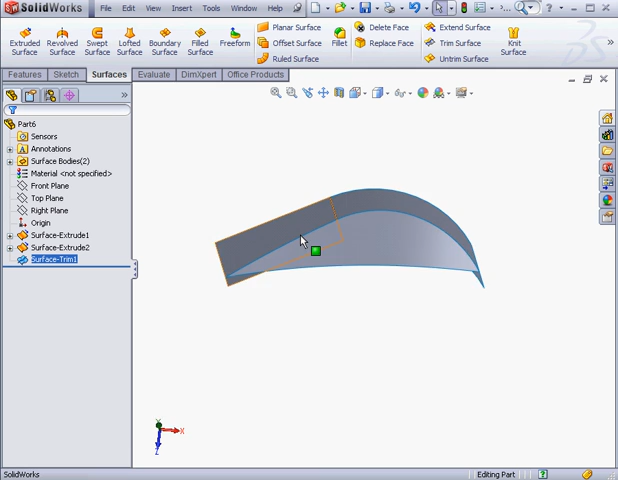 SolidWorks File Edit View Insert Tools Window Help ?
Extruded Surface
Revolved Surface
Swept Surface
Lofted Surface
Boundary Surface
Filled Surface
Freeform
Planar Surface
Offset Surface
Ruled Surface
Fillet
Delete Face
Replace Face
Extend Surface
Trim Surface
Untrim Surface
Knit Surface
Features Sketch Surfaces Evaluate DimXpert Office Products
Part6
Sensors
Annotations
Surface Bodies(2)
Material <not specified>
Front Plane
Top Plane
Right Plane
Origin
Surface-Extrude1
Surface-Extrude2
Surface-Trim1
Y
X
Z
SolidWorks Editing Part